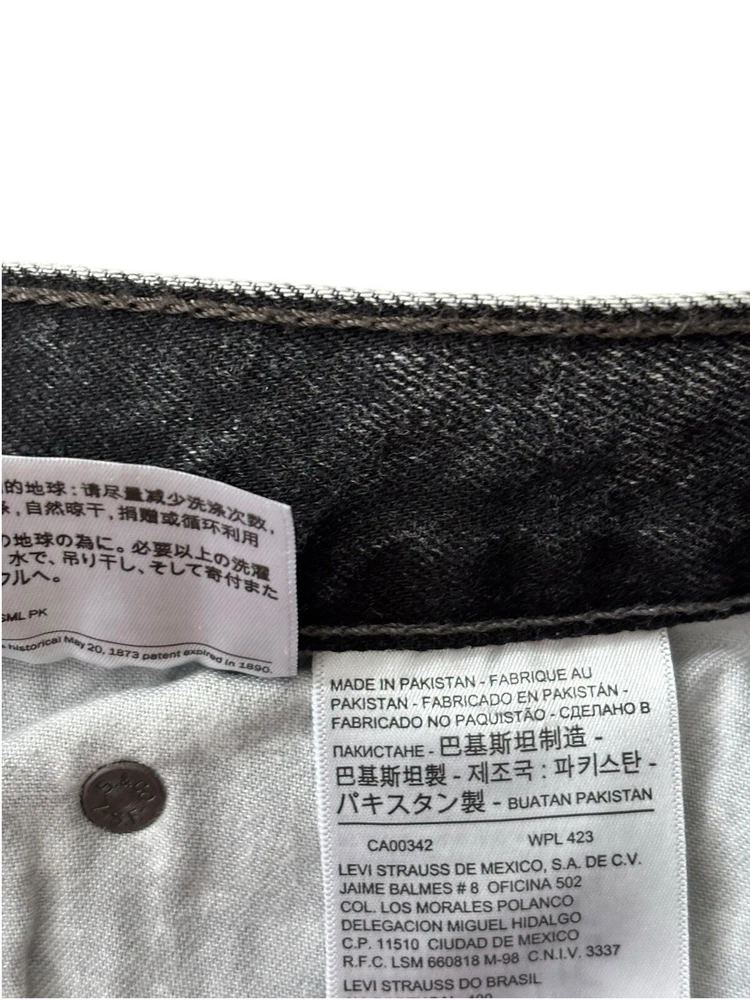 的地球:请尽量减少洗涤次数,
,自然晾干,捐赠或循环利用
の地球の為に。必要以上の洗濯
水で、吊り干し、そして寄付また
クルへ。
SML PK
historical May 20, 1873 patent expired in 1890.
MADE IN PAKISTAN - FABRIQUE AU
PAKISTAN - FABRICADO EN PAKISTÁN -
FABRICADO NO PAQUISTÃO - СДЕЛАНО В
ПАКИСТАНЕ - 巴基斯坦制造 -
巴基斯坦製 - 제조국 : 파키스탄 -
パキスタン製 - BUATAN PAKISTAN
CA00342 WPL 423
LEVI STRAUSS DE MEXICO, S.A. DE C.V.
JAIME BALMES # 8 OFICINA 502
COL. LOS MORALES POLANCO
DELEGACION MIGUEL HIDALGO
C.P. 11510 CIUDAD DE MEXICO
R.F.C. LSM 660818 M-98 C.N.I.V. 3337
LEVI STRAUSS DO BRASIL